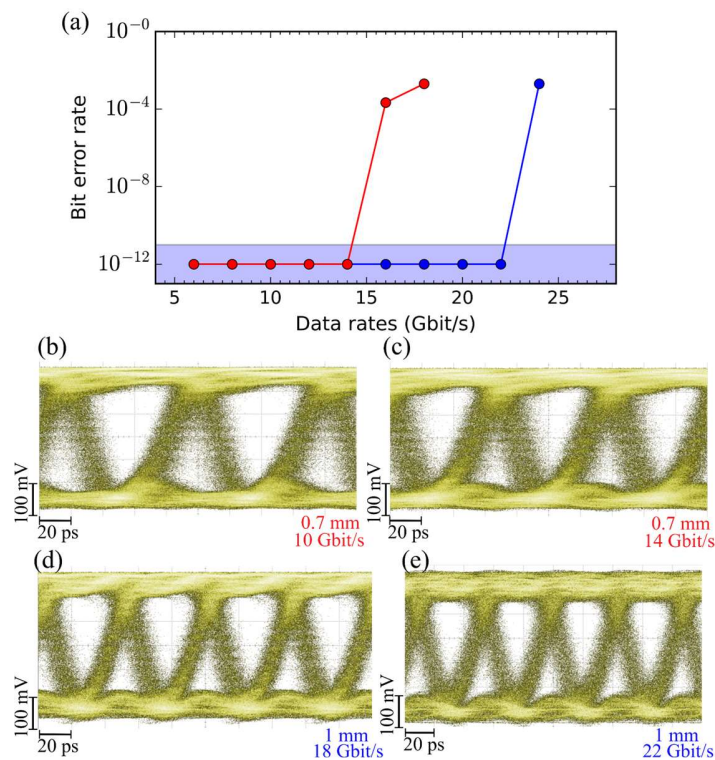 (a)
10⁻⁰
10⁻⁴
10⁻⁸
10⁻¹²
Bit error rate
5 10 15 20 25
Data rates (Gbit/s)
(b)
100 mV
20 ps
0.7 mm
10 Gbit/s
(c)
100 mV
20 ps
0.7 mm
14 Gbit/s
(d)
100 mV
20 ps
1 mm
18 Gbit/s
(e)
100 mV
20 ps
1 mm
22 Gbit/s